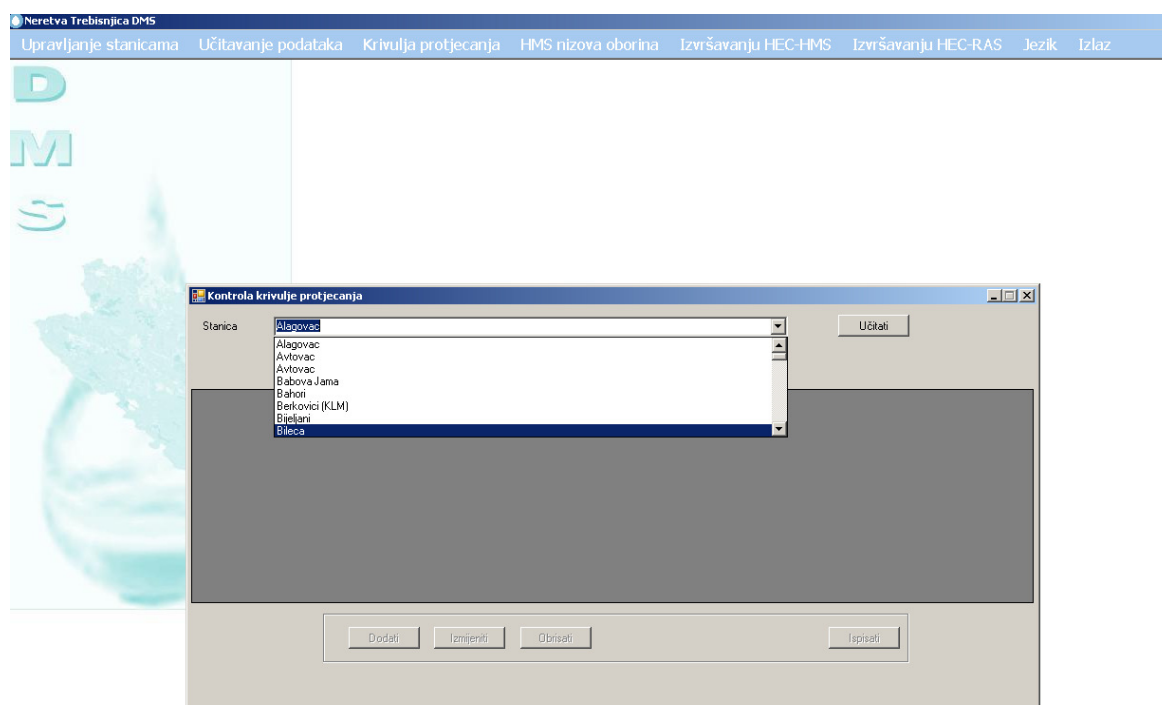 Neretva Trebisnjica DMS
Upravljanje stanicama Učitavanje podataka Krivulja protjecanja HMS nizova oborina Izvršavanju HEC-HMS Izvršavanju HEC-RAS Jezik Izlaz
D
M
S
Kontrola krivulje protjecanja
Stanica Alagovac Učitati
Alagovac
Avtovac
Avtovac
Babova Jama
Bahori
Berkovici (KLM)
Bijeljani
Bileca
Dodati Izmijeniti Obrisati Ispisati